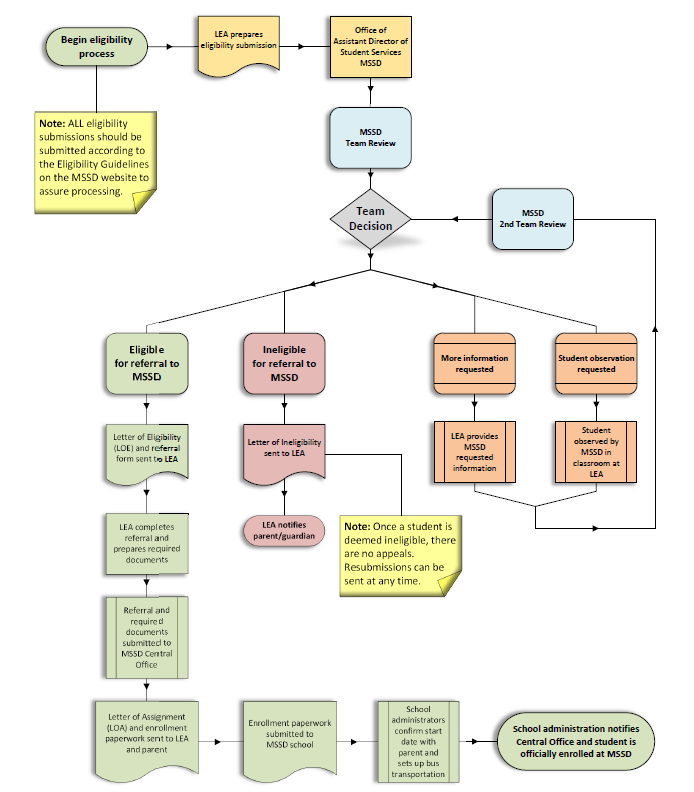 Begin eligibility
process
LEA prepares
eligibility submission
Office of
Assistant Director of
Student Services
MSSD
Note: ALL eligibility
submissions should be
submitted according to
the Eligibility Guidelines
on the MSSD website to
assure processing.
MSSD
Team Review
Team
Decision
MSSD
2nd Team Review
Eligible
for referral to
MSSD
Ineligible
for referral to
MSSD
More information
requested
Student observation
requested
Letter of Eligibility
(LOE) and referral
form sent to LEA
Letter of Ineligibility
sent to LEA
LEA provides
MSSD
requested
information
Student
observed by
MSSD in
classroom at
LEA
LEA completes
referral and
prepares required
documents
LEA notifies
parent/guardian
Note: Once a student is
deemed ineligible, there
are no appeals.
Resubmissions can be
sent at any time.
Referral and
required
documents
submitted to
MSSD Central
Office
Letter of Assignment
(LOA) and enrollment
paperwork sent to LEA
and parent
Enrollment paperwork
submitted to
MSSD school
School
administrators
confirm start
date with
parent and
sets up bus
transportation
School administration notifies
Central Office and student is
officially enrolled at MSSD